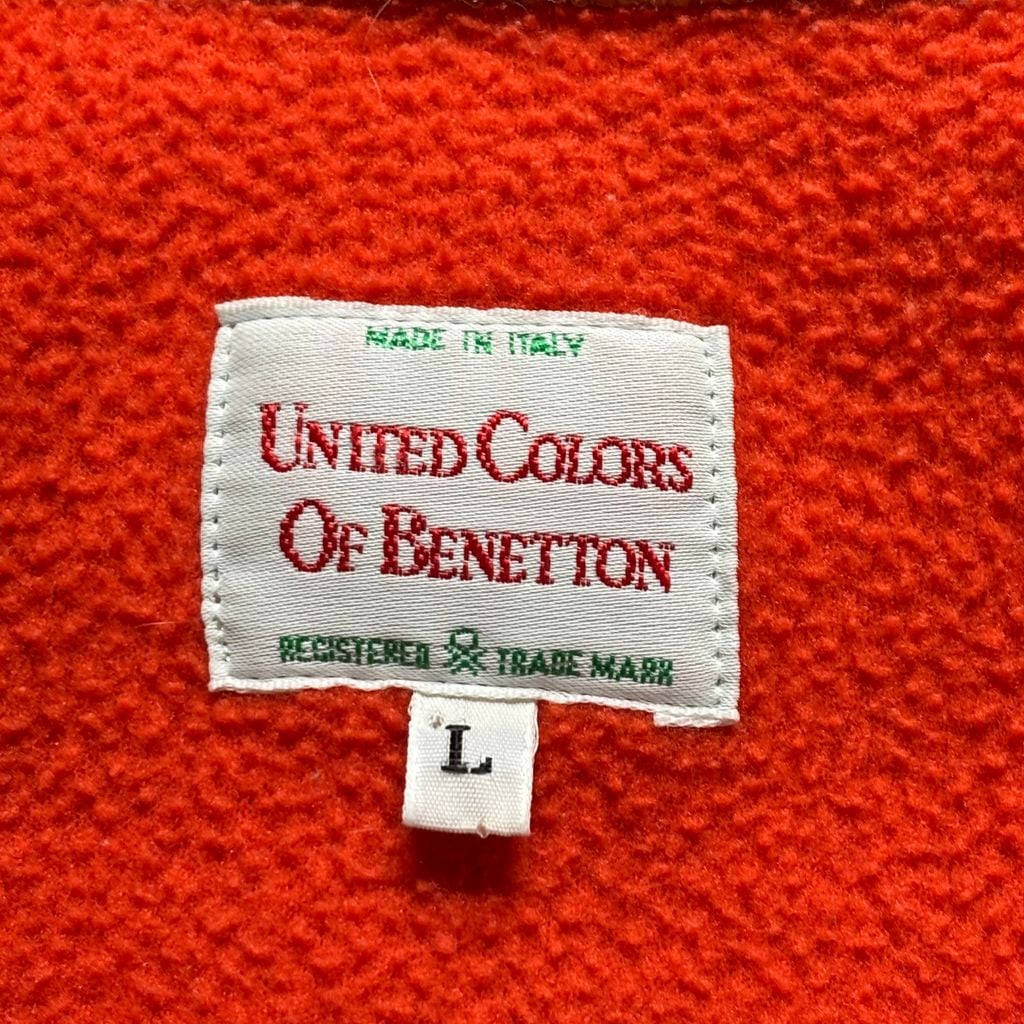 MADE IN ITALY
UNITED COLORS
OF BENETTON
REGISTERED TRADE MARK
L